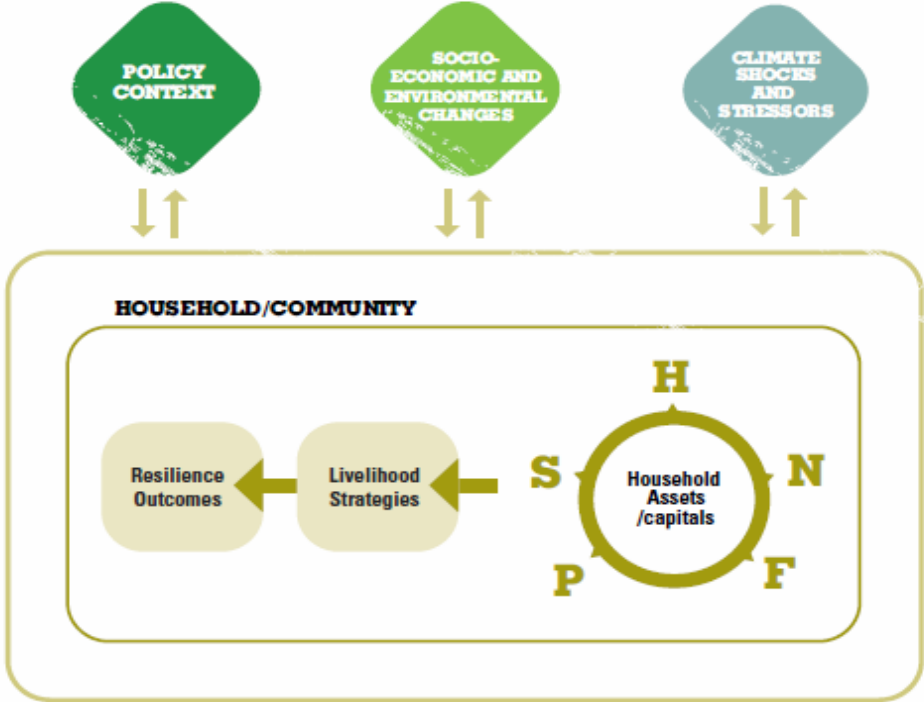 POLICY
CONTEXT
SOCIO-
ECONOMIC AND
ENVIRONMENTAL
CHANGES
CLIMATE
SHOCKS
AND
STRESSORS
HOUSEHOLD/COMMUNITY
Resilience
Outcomes
Livelihood
Strategies
H
S
N
Household
Assets
/capitals
P
F